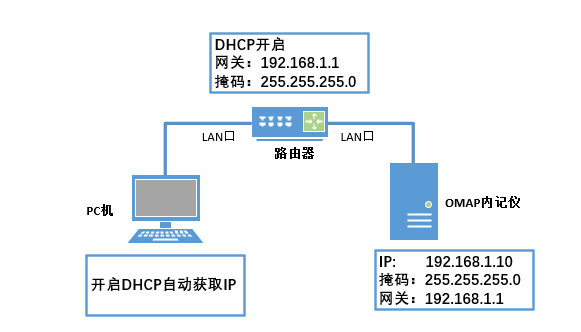 DHCP开启
网关：192.168.1.1
掩码：255.255.255.0
LAN口
LAN口
路由器
PC机
OMAP内记仪
开启DHCP自动获取IP
IP: 192.168.1.10
掩码：255.255.255.0
网关：192.168.1.1